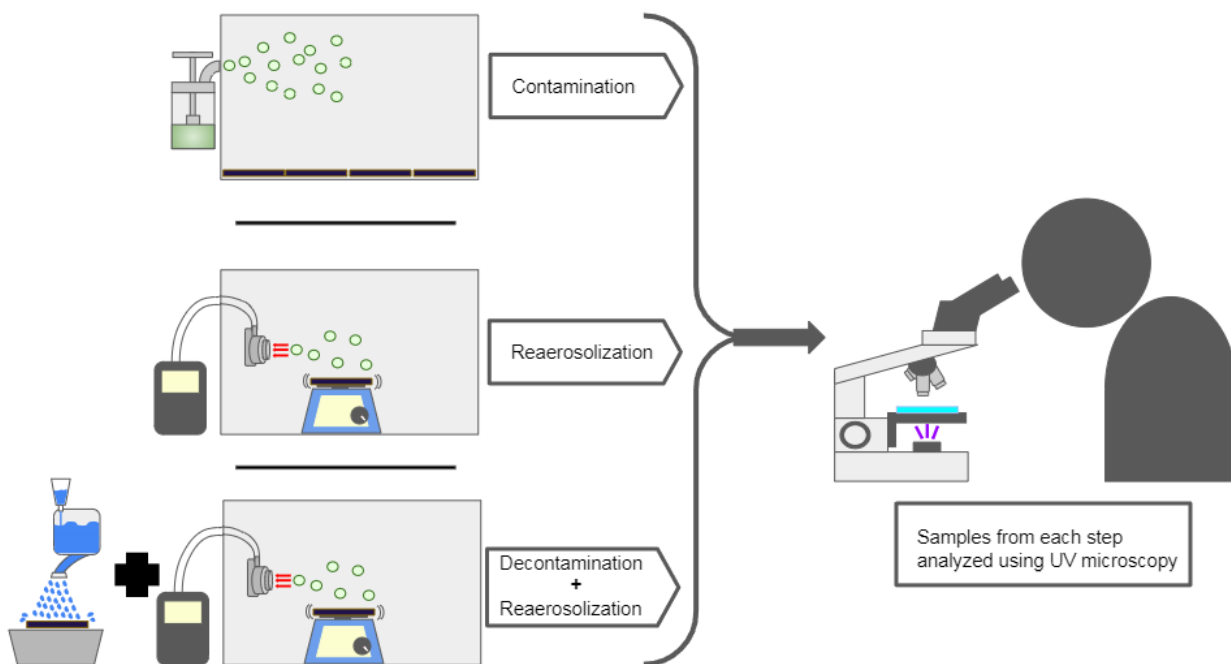 Contamination
Reaerosolization
Decontamination
+
Reaerosolization
Samples from each step
analyzed using UV microscopy